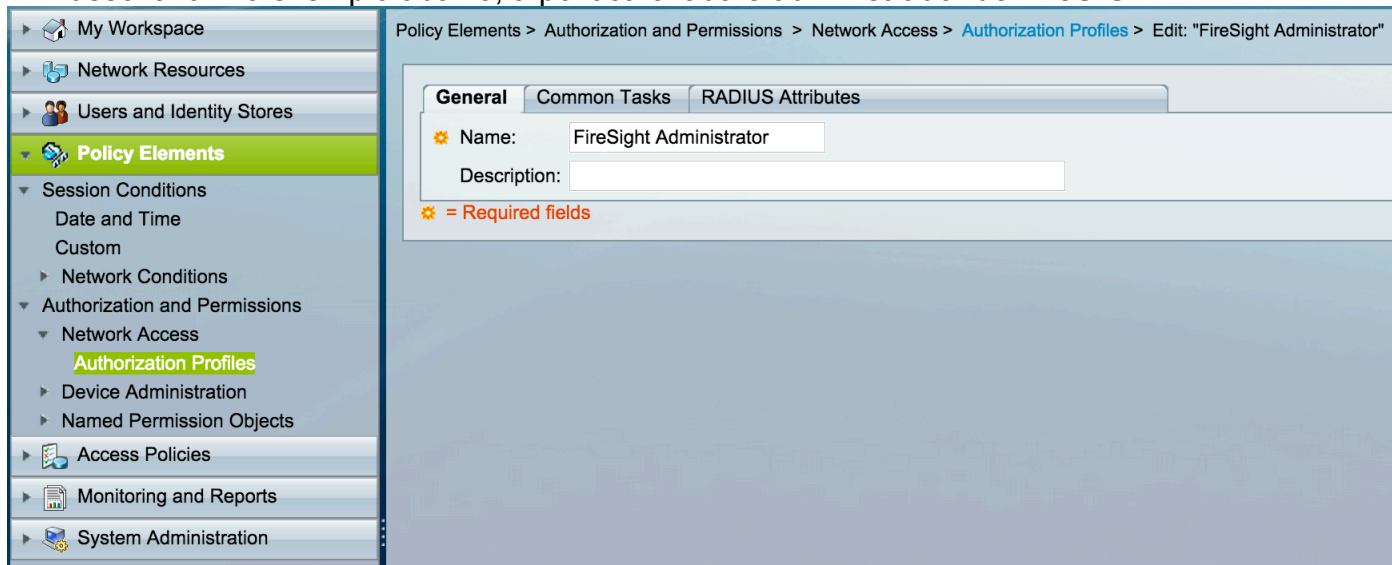 My Workspace
Network Resources
Users and Identity Stores
Policy Elements
Session Conditions
Date and Time
Custom
Network Conditions
Authorization and Permissions
Network Access
Authorization Profiles
Device Administration
Named Permission Objects
Access Policies
Monitoring and Reports
System Administration
Policy Elements > Authorization and Permissions > Network Access > Authorization Profiles > Edit: "FireSight Administrator"
General Common Tasks RADIUS Attributes
Name: FireSight Administrator
Description:
= Required fields